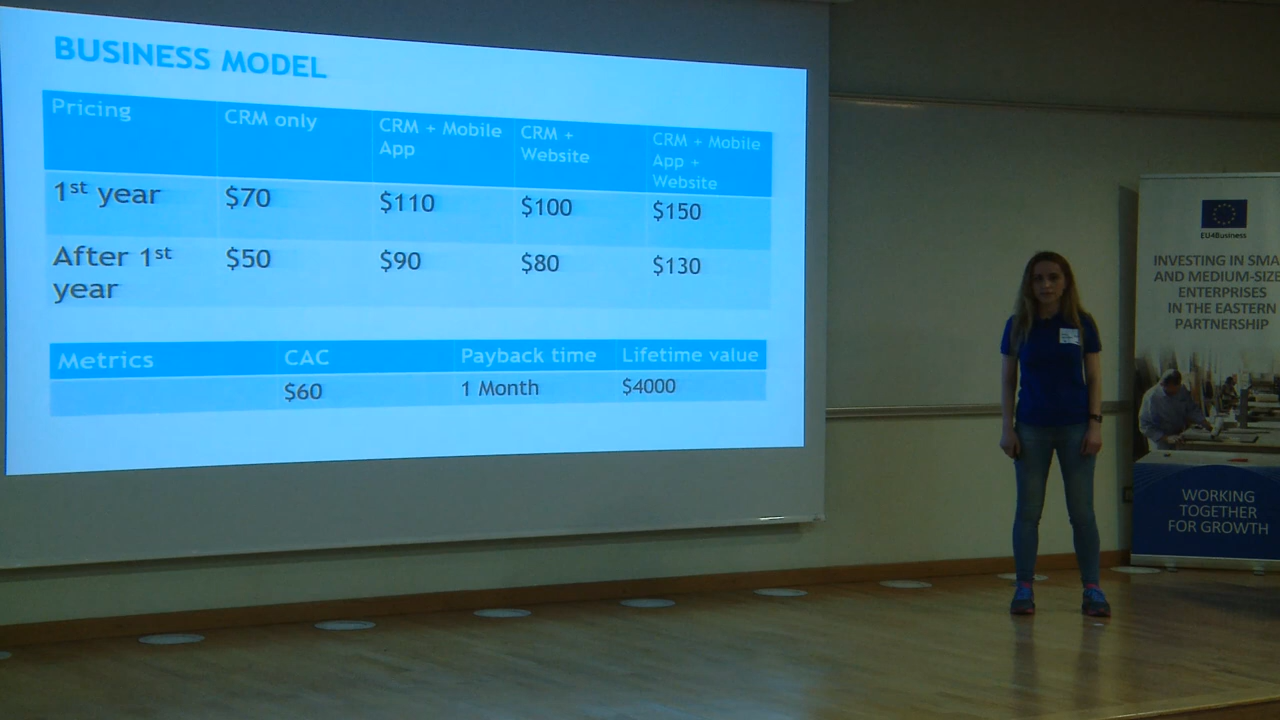 BUSINESS MODEL
Pricing CRM only CRM + Mobile App CRM + Website CRM + Mobile App + Website
1st year $70 $110 $100 $150
After 1st year $50 $90 $80 $130
Metrics CAC Payback time Lifetime value
$60 1 Month $4000
EU4Business
INVESTING IN SMA
AND MEDIUM-SIZE
ENTERPRISES
IN THE EASTERN
PARTNERSHIP
WORKING
TOGETHER
FOR GROWTH